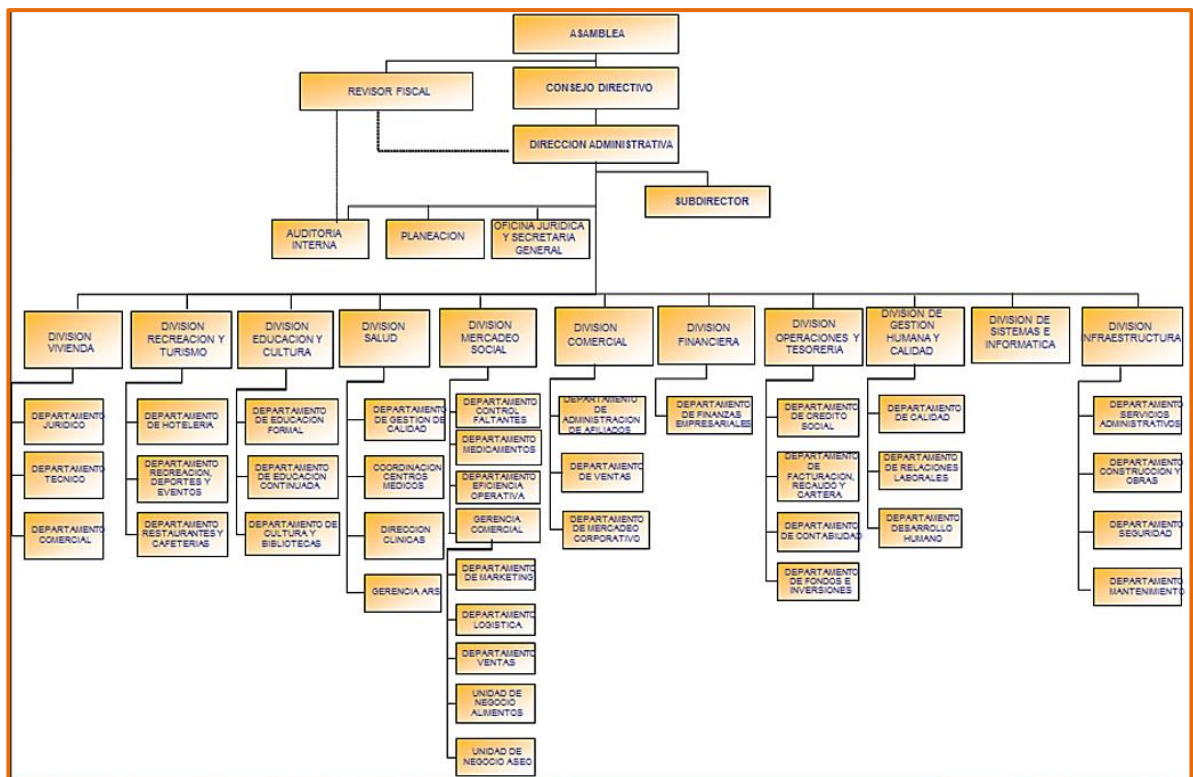 ASAMBLEA
REVISOR FISCAL
CONSEJO DIRECTIVO
DIRECCION ADMINISTRATIVA
SUBDIRECTOR
AUDITORIA
INTERNA
PLANEACION
OFICINA JURIDICA
Y SECRETARIA
GENERAL
DIVISION
VIVIENDA
DIVISION
RECREACION Y
TURISMO
DIVISION
EDUCACION Y
CULTURA
DIVISION
SALUD
DIVISION
MERCADEO
SOCIAL
DIVISION
COMERCIAL
DIVISION
FINANCIERA
DIVISION
OPERACIONES Y
TESORERIA
DIVISION DE
GESTION
HUMANA Y
CALIDAD
DIVISION DE
SISTEMAS E
INFORMATICA
DIVISION
INFRAESTRUCTURA
DEPARTAMENTO
JURIDICO
DEPARTAMENTO
TECNICO
DEPARTAMENTO
COMERCIAL
DEPARTAMENTO
DE HOTELERIA
DEPARTAMENTO
RECREACION,
DEPORTES Y
EVENTOS
DEPARTAMENTO
RESTAURANTES Y
CAFETERIAS
DEPARTAMENTO
DE EDUCACION
FORMAL
DEPARTAMENTO
DE EDUCACION
CONTINUADA
DEPARTAMENTO DE
CULTURA Y
BIBLIOTECAS
DEPARTAMENTO
DE GESTION DE
CALIDAD
COORDINACION
CENTROS
MEDICOS
DIRECCION
CLINICAS
GERENCIA ARS
DEPARTAMENTO
CONTROL
FALTANTES
DEPARTAMENTO
MEDICAMENTOS
DEPARTAMENTO
EFICIENCIA
OPERATIVA
GERENCIA
COMERCIAL
DEPARTAMENTO
DE MARKETING
DEPARTAMENTO
LOGISTICA
DEPARTAMENTO
VENTAS
UNIDAD DE
NEGOCIO
ALIMENTOS
UNIDAD DE
NEGOCIO ASEO
DEPARTAMENTO
DE
ADMINISTRACION
DE AFILIADOS
DEPARTAMENTO
DE VENTAS
DEPARTAMENTO
DE MERCADEO
CORPORATIVO
DEPARTAMENTO
DE FINANZAS
EMPRESARIALES
DEPARTAMENTO
DE CREDITO
SOCIAL
DEPARTAMENTO
DE
FACTURACION,
RECAUDO Y
CARTERA
DEPARTAMENTO
DE CONTABILIDAD
DEPARTAMENTO
DE FONDOS E
INVERSIONES
DEPARTAMENTO
DE CALIDAD
DEPARTAMENTO
DE RELACIONES
LABORALES
DEPARTAMENTO
DESARROLLO
HUMANO
DEPARTAMENTO
SERVICIOS
ADMINISTRATIVOS
DEPARTAMENTO
CONSTRUCCION Y
OBRAS
DEPARTAMENTO
SEGURIDAD
DEPARTAMENTO
MANTENIMIENTO